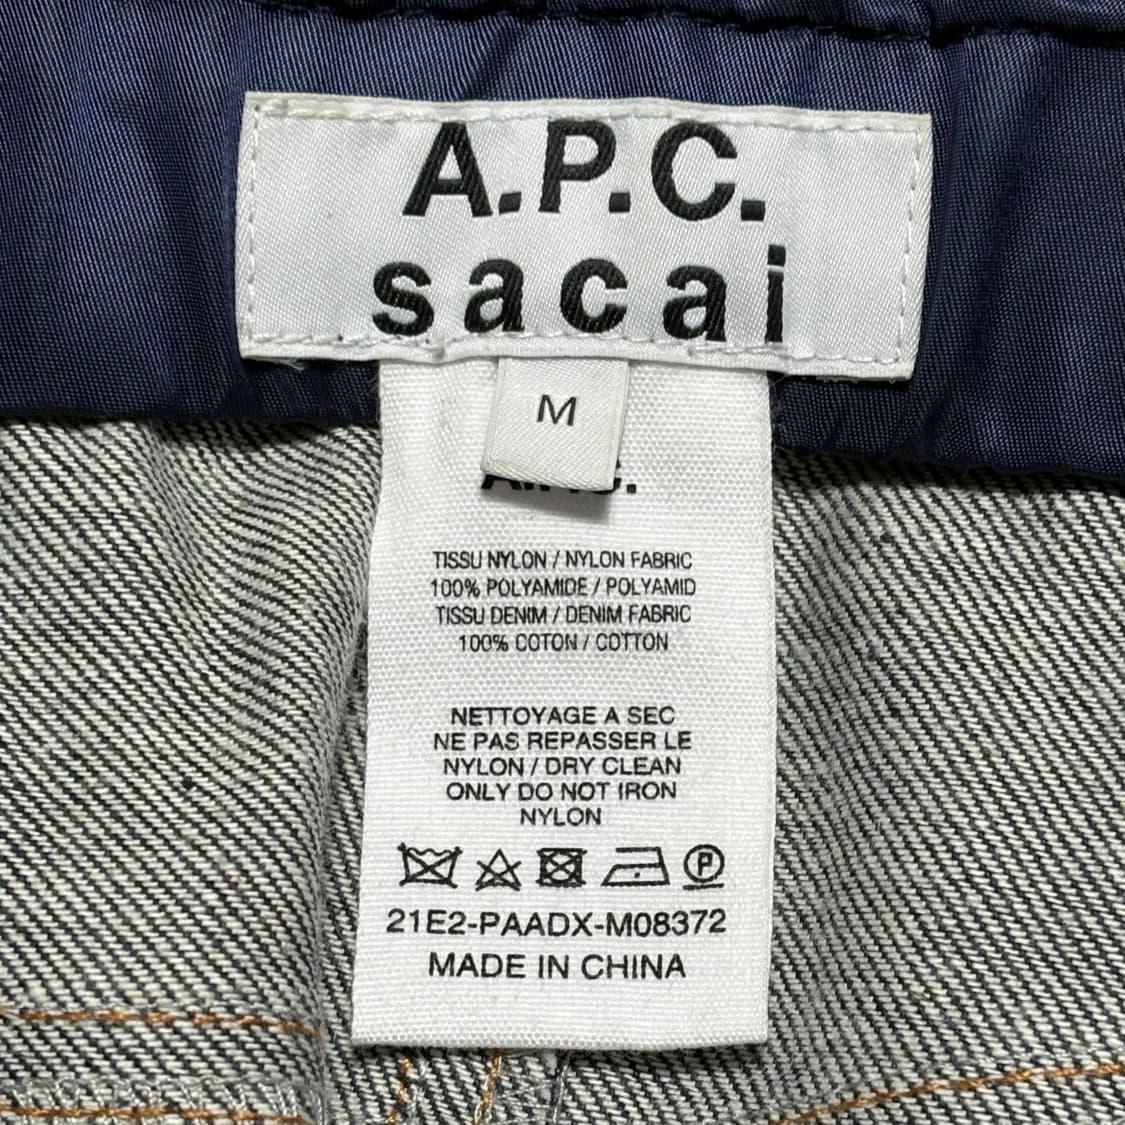 A.P.C.
sacai
M
TISSU NYLON / NYLON FABRIC
100% POLYAMIDE / POLYAMID
TISSU DENIM / DENIM FABRIC
100% COTON / COTTON
NETTOYAGE A SEC
NE PAS REPASSER LE
NYLON / DRY CLEAN
ONLY DO NOT IRON
NYLON
P
21E2-PAADX-M08372
MADE IN CHINA